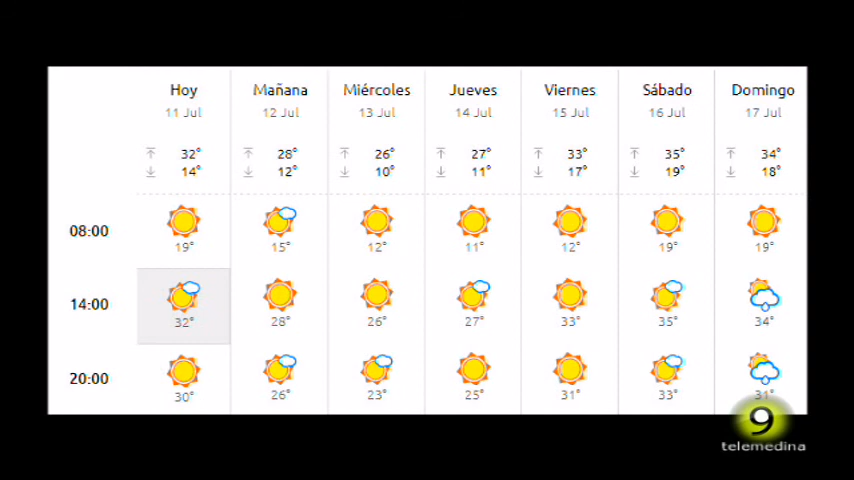 Hoy Mañana Miércoles Jueves Viernes Sábado Domingo
11 Jul 12 Jul 13 Jul 14 Jul 15 Jul 16 Jul 17 Jul
32° 28° 26° 27° 33° 35° 34°
14° 12° 10° 11° 17° 19° 18°
08:00
19° 15° 12° 11° 12° 19° 19°
14:00
32° 28° 26° 27° 33° 35° 34°
20:00
30° 26° 23° 25° 31° 33° 31°
9
telemedina